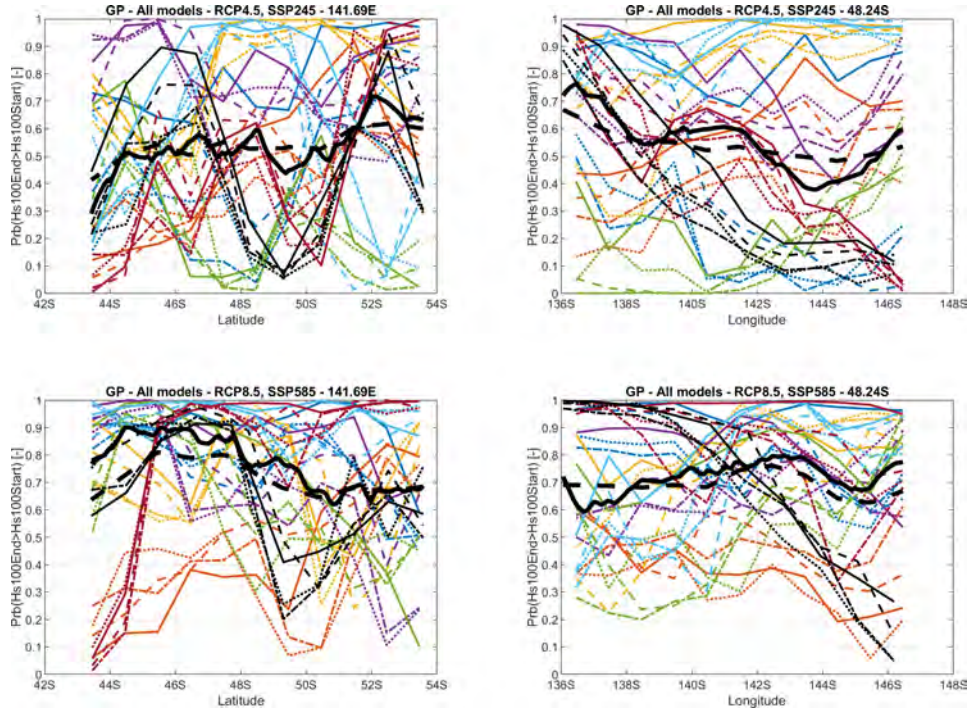 GP - All models - RCP4.5, SSP245 - 141.69E
Prb(Hs100End>Hs100Start) [-]
1
0.9
0.8
0.7
0.6
0.5
0.4
0.3
0.2
0.1
0
42S 44S 46S 48S 50S 52S 54S
Latitude
GP - All models - RCP4.5, SSP245 - 48.24S
Prb(Hs100End>Hs100Start) [-]
1
0.9
0.8
0.7
0.6
0.5
0.4
0.3
0.2
0.1
0
136S 138S 140S 142S 144S 146S 148S
Longitude
GP - All models - RCP8.5, SSP585 - 141.69E
Prb(Hs100End>Hs100Start) [-]
1
0.9
0.8
0.7
0.6
0.5
0.4
0.3
0.2
0.1
0
42S 44S 46S 48S 50S 52S 54S
Latitude
GP - All models - RCP8.5, SSP585 - 48.24S
Prb(Hs100End>Hs100Start) [-]
1
0.9
0.8
0.7
0.6
0.5
0.4
0.3
0.2
0.1
0
136S 138S 140S 142S 144S 146S 148S
Longitude